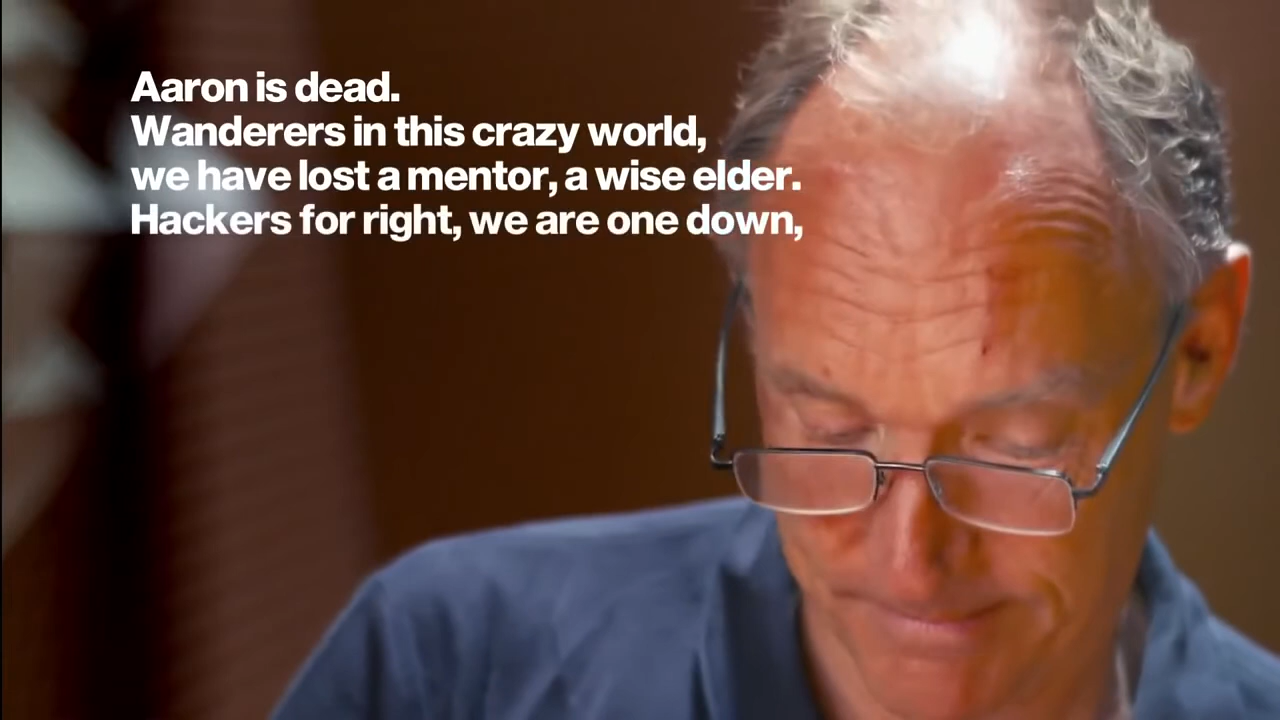 Aaron is dead.
Wanderers in this crazy world,
we have lost a mentor, a wise elder.
Hackers for right, we are one down,